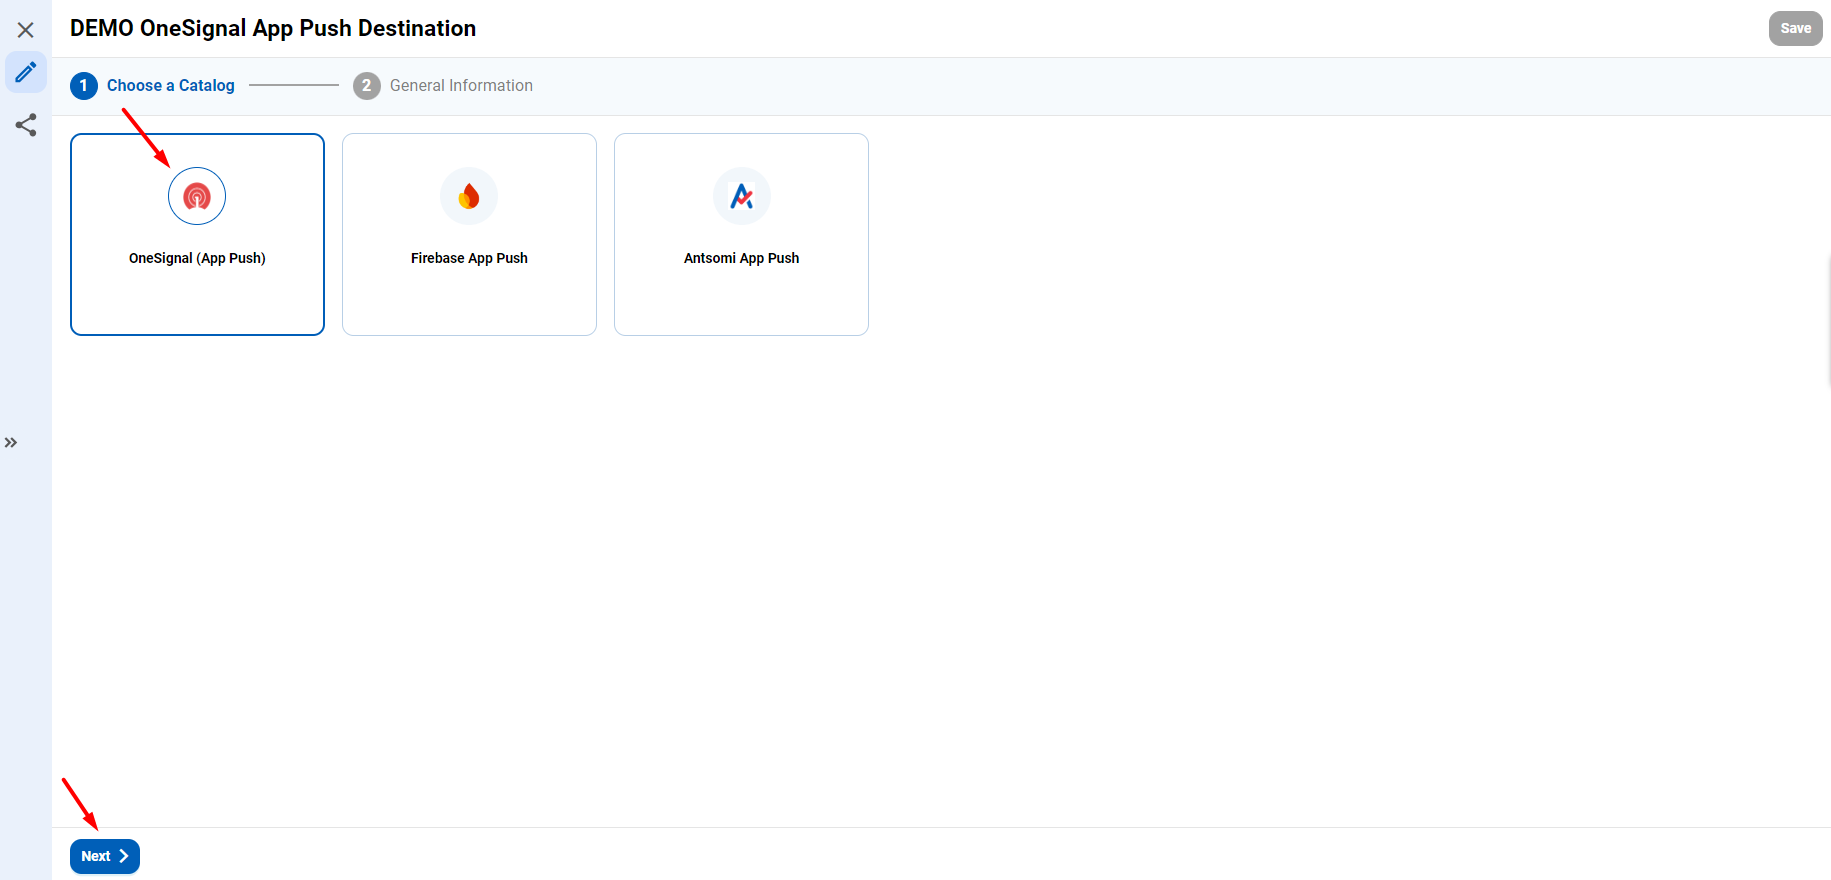 DEMO OneSignal App Push Destination
Save
1 Choose a Catalog 2 General Information
OneSignal (App Push)
Firebase App Push
Antsomi App Push
Next